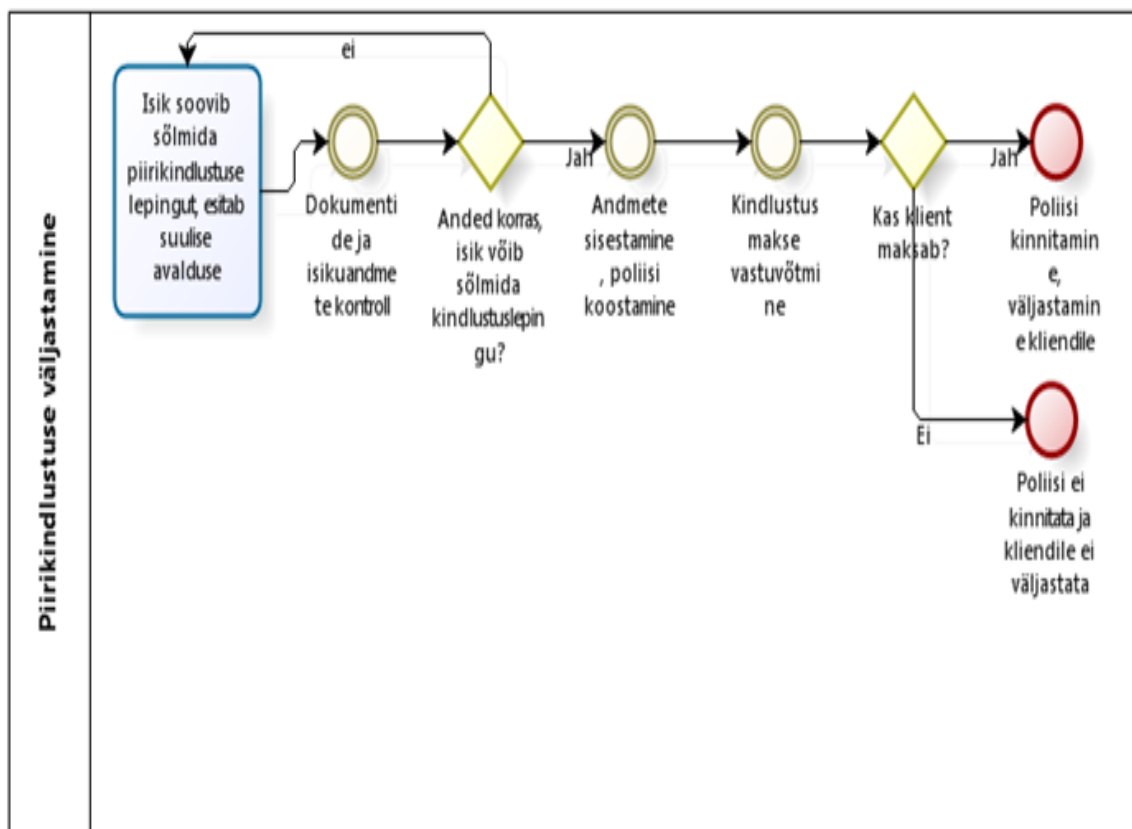 Piirikindlustuse väljastamine
ei
Isik soovib
sõlmida
piirikindlustuse
lepingut, esitab
suulise
avalduse
Dokumenti
de ja
isikuandme
te kontroll
Anded korras,
isik võib
sõlmida
kindlustuslepin
gu?
Jah
Andmete
sisestamine
, poliisi
koostamine
Kindlustus
makse
vastuvõtmi
ne
Kas klient
maksab?
Jah
Poliisi
kinnitamin
e,
väljastamin
e kliendile
Ei
Poliisi ei
kinnitata ja
kliendile ei
väljastata